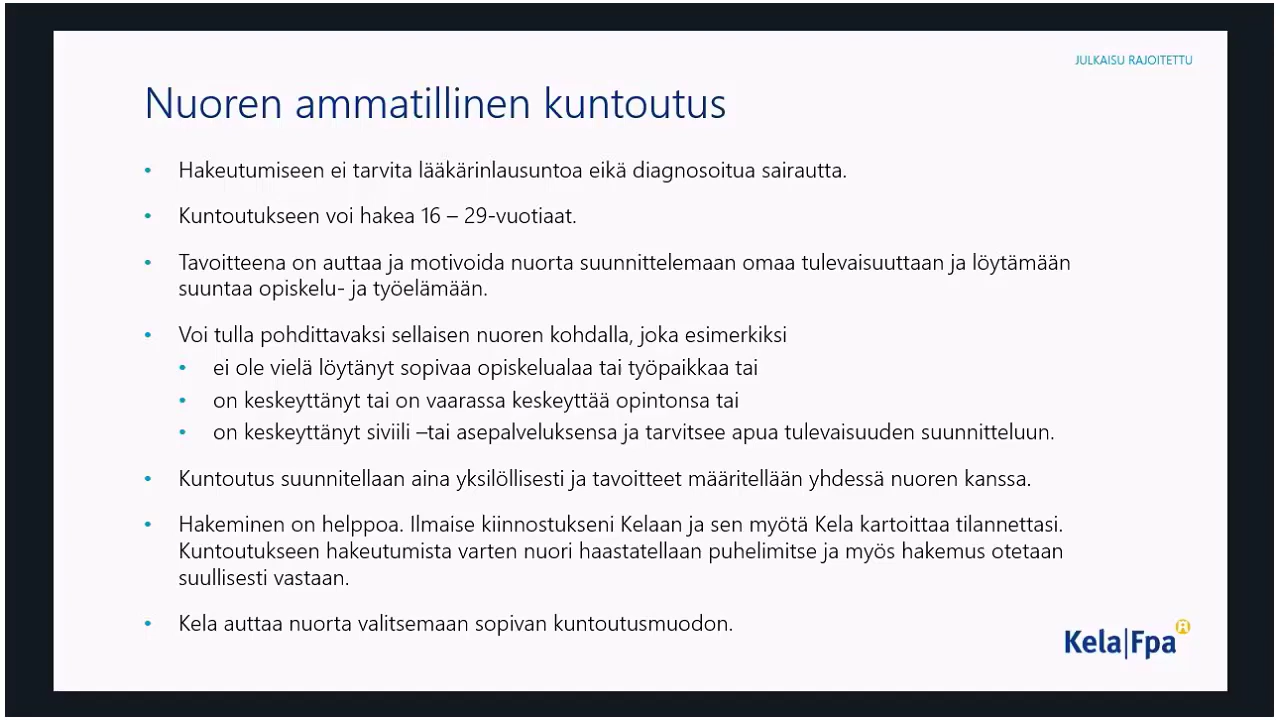 JULKAISU RAJOITETTU
Nuoren ammatillinen kuntoutus
• Hakeutumiseen ei tarvita lääkärinlausuntoa eikä diagnosoitua sairautta.
• Kuntoutukseen voi hakea 16 – 29-vuotiaat.
• Tavoitteena on auttaa ja motivoida nuorta suunnittelemaan omaa tulevaisuuttaan ja löytämään
suuntaa opiskelu- ja työelämään.
• Voi tulla pohdittavaksi sellaisen nuoren kohdalla, joka esimerkiksi
• ei ole vielä löytänyt sopivaa opiskelualaa tai työpaikkaa tai
• on keskeyttänyt tai on vaarassa keskeyttää opintonsa tai
• on keskeyttänyt siviili –tai asepalveluksensa ja tarvitsee apua tulevaisuuden suunnitteluun.
• Kuntoutus suunnitellaan aina yksilöllisesti ja tavoitteet määritellään yhdessä nuoren kanssa.
• Hakeminen on helppoa. Ilmaise kiinnostukseni Kelaan ja sen myötä Kela kartoittaa tilannettasi.
Kuntoutukseen hakeutumista varten nuori haastatellaan puhelimitse ja myös hakemus otetaan
suullisesti vastaan.
• Kela auttaa nuorta valitsemaan sopivan kuntoutusmuodon.
Kela|Fpa